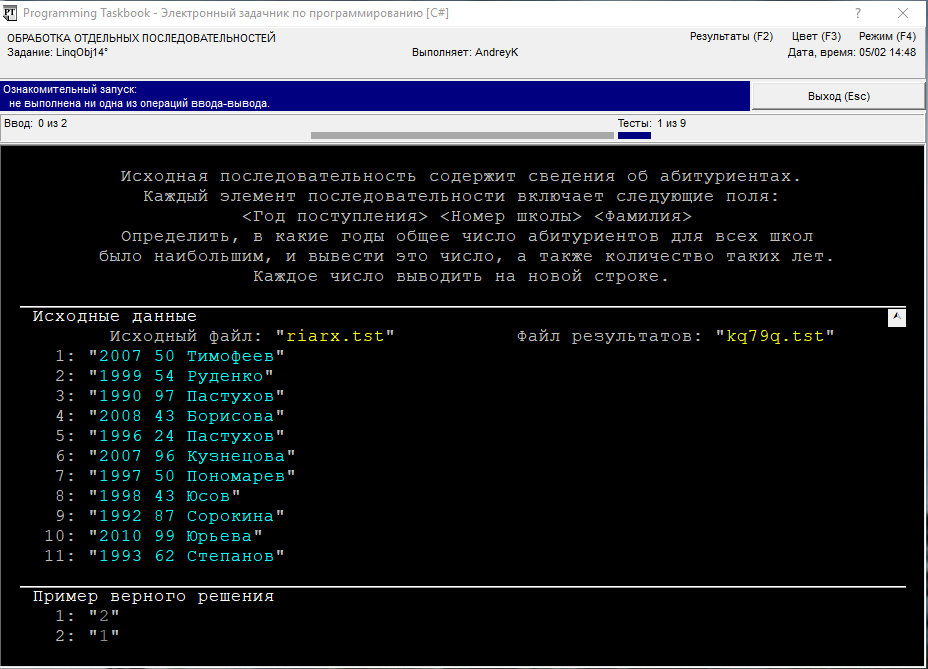 Programming Taskbook - Электронный задачник по программированию [C#]
ОБРАБОТКА ОТДЕЛЬНЫХ ПОСЛЕДОВАТЕЛЬНОСТЕЙ
Результаты (F2) Цвет (F3) Режим (F4)
Задание: LinqObj14° Выполняет: AndreyK Дата, время: 05/02 14:48
Ознакомительный запуск:
не выполнена ни одна из операций ввода-вывода.
Выход (Esc)
Ввод: 0 из 2 Тесты: 1 из 9
Исходная последовательность содержит сведения об абитуриентах.
Каждый элемент последовательности включает следующие поля:
<Год поступления> <Номер школы> <Фамилия>
Определить, в какие годы общее число абитуриентов для всех школ
было наибольшим, и вывести это число, а также количество таких лет.
Каждое число выводить на новой строке.
Исходные данные
Исходный файл: "riarx.tst" Файл результатов: "kq79q.tst"
1: "2007 50 Тимофеев"
2: "1999 54 Руденко"
3: "1990 97 Пастухов"
4: "2008 43 Борисова"
5: "1996 24 Пастухов"
6: "2007 96 Кузнецова"
7: "1997 50 Пономарев"
8: "1998 43 Юсов"
9: "1992 87 Сорокина"
10: "2010 99 Юрьева"
11: "1993 62 Степанов"
Пример верного решения
1: "2"
2: "1"